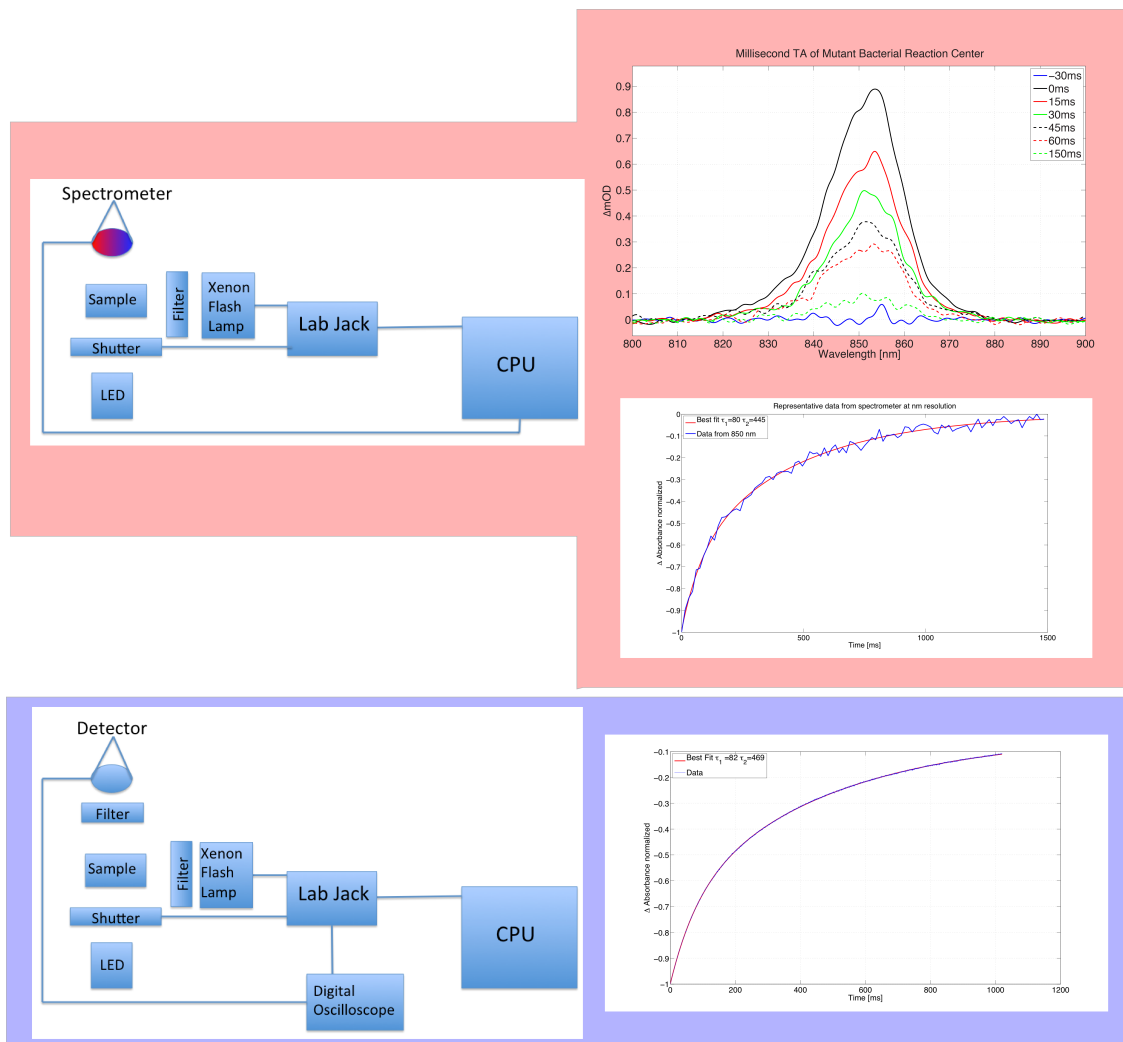 Millisecond TA of Mutant Bacterial Reaction Center
−30ms
0ms
15ms
30ms
45ms
60ms
150ms
0.9
0.8
0.7
0.6
0.5
0.4
0.3
0.2
0.1
0
ΔmOD
800 810 820 830 840 850 860 870 880 890 900
Wavelength [nm]
Spectrometer
Sample
Filter
Xenon
Flash
Lamp
Lab Jack
Shutter
CPU
LED
Representative data from spectrometer at nm resolution
Best fit τ1=80 τ2=445
Data from 850 nm
0
−0.1
−0.2
−0.3
−0.4
−0.5
−0.6
−0.7
−0.8
−0.9
−1
Δ Absorbance normalized
0 500 1000 1500
Time [ms]
Detector
Filter
Sample
Filter
Xenon
Flash
Lamp
Lab Jack
Shutter
CPU
LED
Digital
Oscilloscope
Best Fit τ1 =82 τ2=469
Data
−0.1
−0.2
−0.3
−0.4
−0.5
−0.6
−0.7
−0.8
−0.9
−1
Δ Absorbance normalized
0 200 400 600 800 1000 1200
Time [ms]